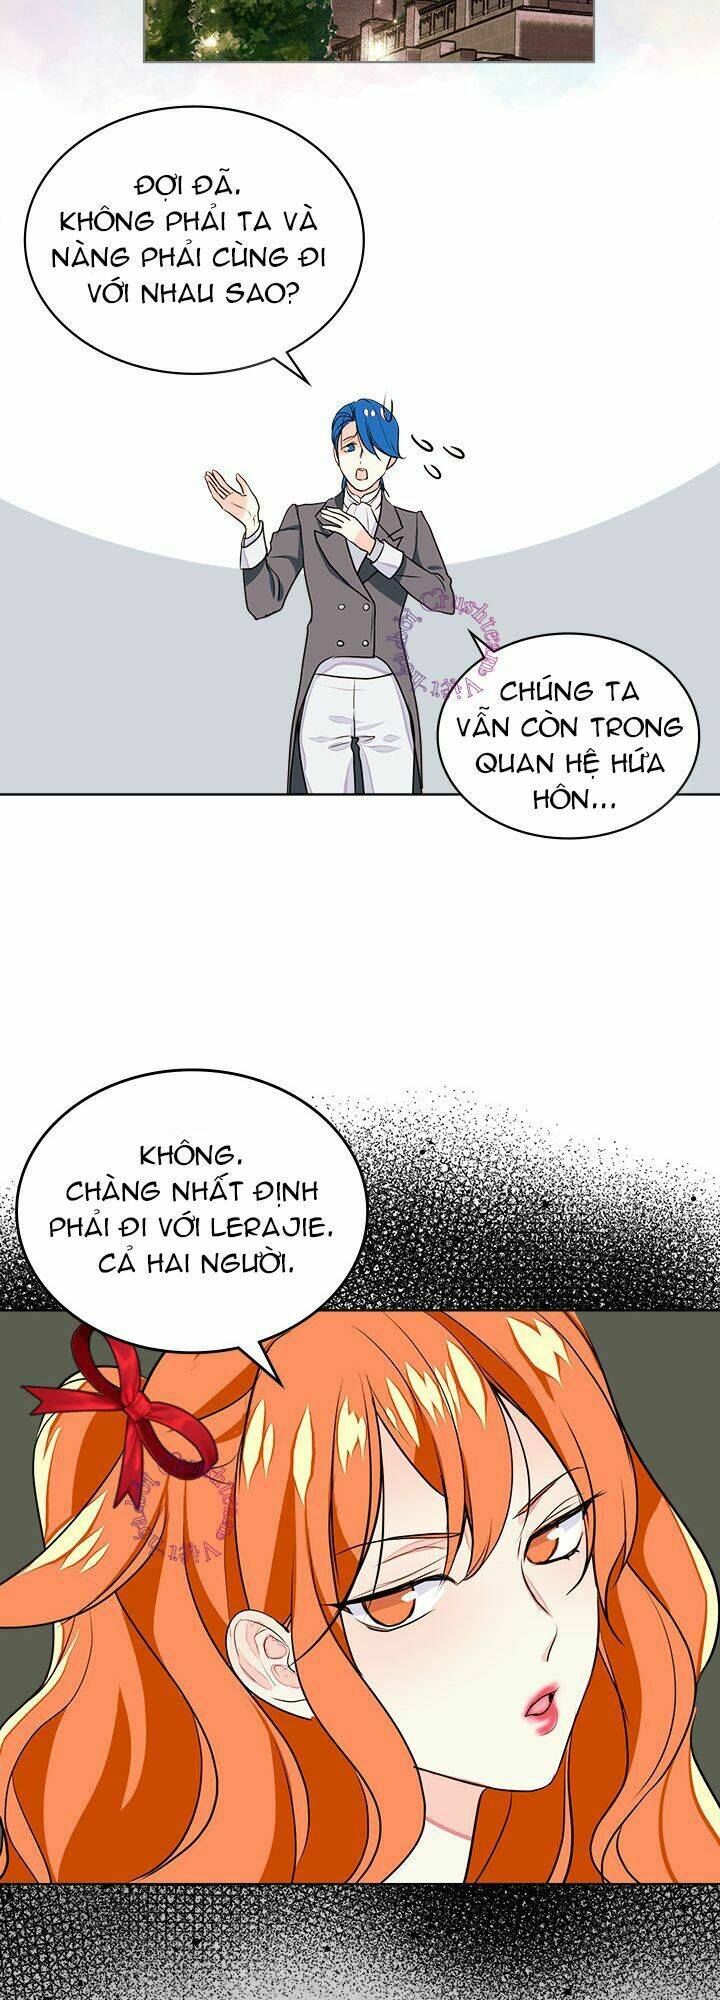 ĐỢI ĐÃ.
KHÔNG PHẢI TA VÀ
NÀNG PHẢI CÙNG ĐI
VỚI NHAU SAO?
CHÚNG TA
VẪN CÒN TRONG
QUAN HỆ HỨA
HÔN...
KHÔNG.
CHÀNG NHẤT ĐỊNH
PHẢI ĐI VỚI LERAJIE.
CẢ HAI NGƯỜI.